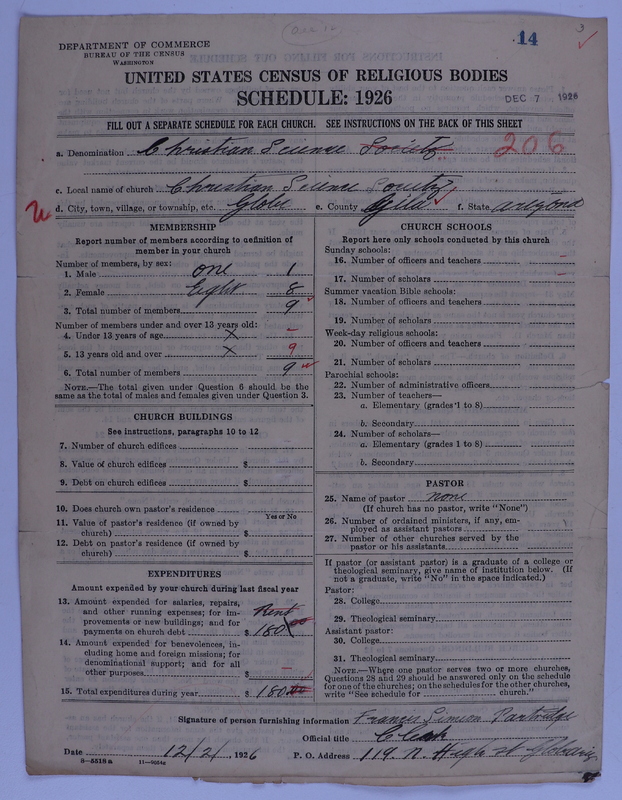 14
3
DEPARTMENT OF COMMERCE
BUREAU OF THE CENSUS
WASHINGTON
UNITED STATES CENSUS OF RELIGIOUS BODIES
SCHEDULE: 1926
DEC 7 1926
FILL OUT A SEPARATE SCHEDULE FOR EACH CHURCH. SEE INSTRUCTIONS ON THE BACK OF THIS SHEET
a. Denomination Christian Science Society 206
c. Local name of church Christian Science Society
d. City, town, village, or township, etc. Globe e. County Gila f. State Arizona
MEMBERSHIP
Report number of members according to definition of
member in your church
Number of members, by sex:
1. Male one 1
2. Female Eight 8
3. Total number of members 9
Number of members under and over 13 years old:
4. Under 13 years of age x –
5. 13 years old and over x 9
6. Total number of members 9
NOTE.—The total given under Question 6 should be
same as the total of males and females given under Question 3.
CHURCH BUILDINGS
See instructions, paragraphs 10 to 12
7. Number of church edifices
8. Value of church edifices $
9. Debt on church edifices $
10. Does church own pastor's residence
Yes or No
11. Value of pastor's residence (if owned by
church) $
12. Debt on pastor's residence (if owned by
church) $
EXPENDITURES
Amount expended by church during last fiscal year
13. Amount expended for salaries, repairs,
and other running expenses; for im- Rent
provements or new buildings; and for
payments on church debt $ 180.00
14. Amount expended for benevolences, in-
cluding home and foreign missions; for
denominational support; and for all
other purposes –
$
15. Total expenditures during year $ 180.00
CHURCH SCHOOLS
Report here only schools conducted by this church
Sunday schools:
16. Number of officers and teachers –
17. Number of scholars –
Summer vacation Bible schools:
18. Number of officers and teachers
19. Number of scholars
Week-day religious schools:
20. Number of officers and teachers
21. Number of scholars
Parochial schools:
22. Number of administrative officers
23. Number of teachers—
a. Elementary (grades 1 to 8)
b. Secondary
24. Number of scholars—
a. Elementary (grades 1 to 8)
b. Secondary
PASTOR
25. Name of pastor none
(If church has no pastor, write "None")
26. Number of ordained ministers, if any, em-
ployed as assistant pastors
27. Number of other churches served by the
pastor or his assistants
If pastor (or assistant pastor) is a graduate of a college or
theological seminary, give name of institution below. (If
not a graduate, write "No" in the space indicated.)
Pastor:
28. College
29. Theological seminary
Assistant pastor:
30. College
31. Theological seminary
NOTE.—Where one pastor serves two or more churches,
Questions 28 and 29 should be answered only on the schedule
for one of the churches; on the schedules for the other churches,
write "See schedule for church."
Signature of person furnishing information Francis Simon Partridge
Official title Clerk
Date 12/2/, 1926 P. O. Address 119 N. High st Globe Ariz
8—5518 a 11—9054a